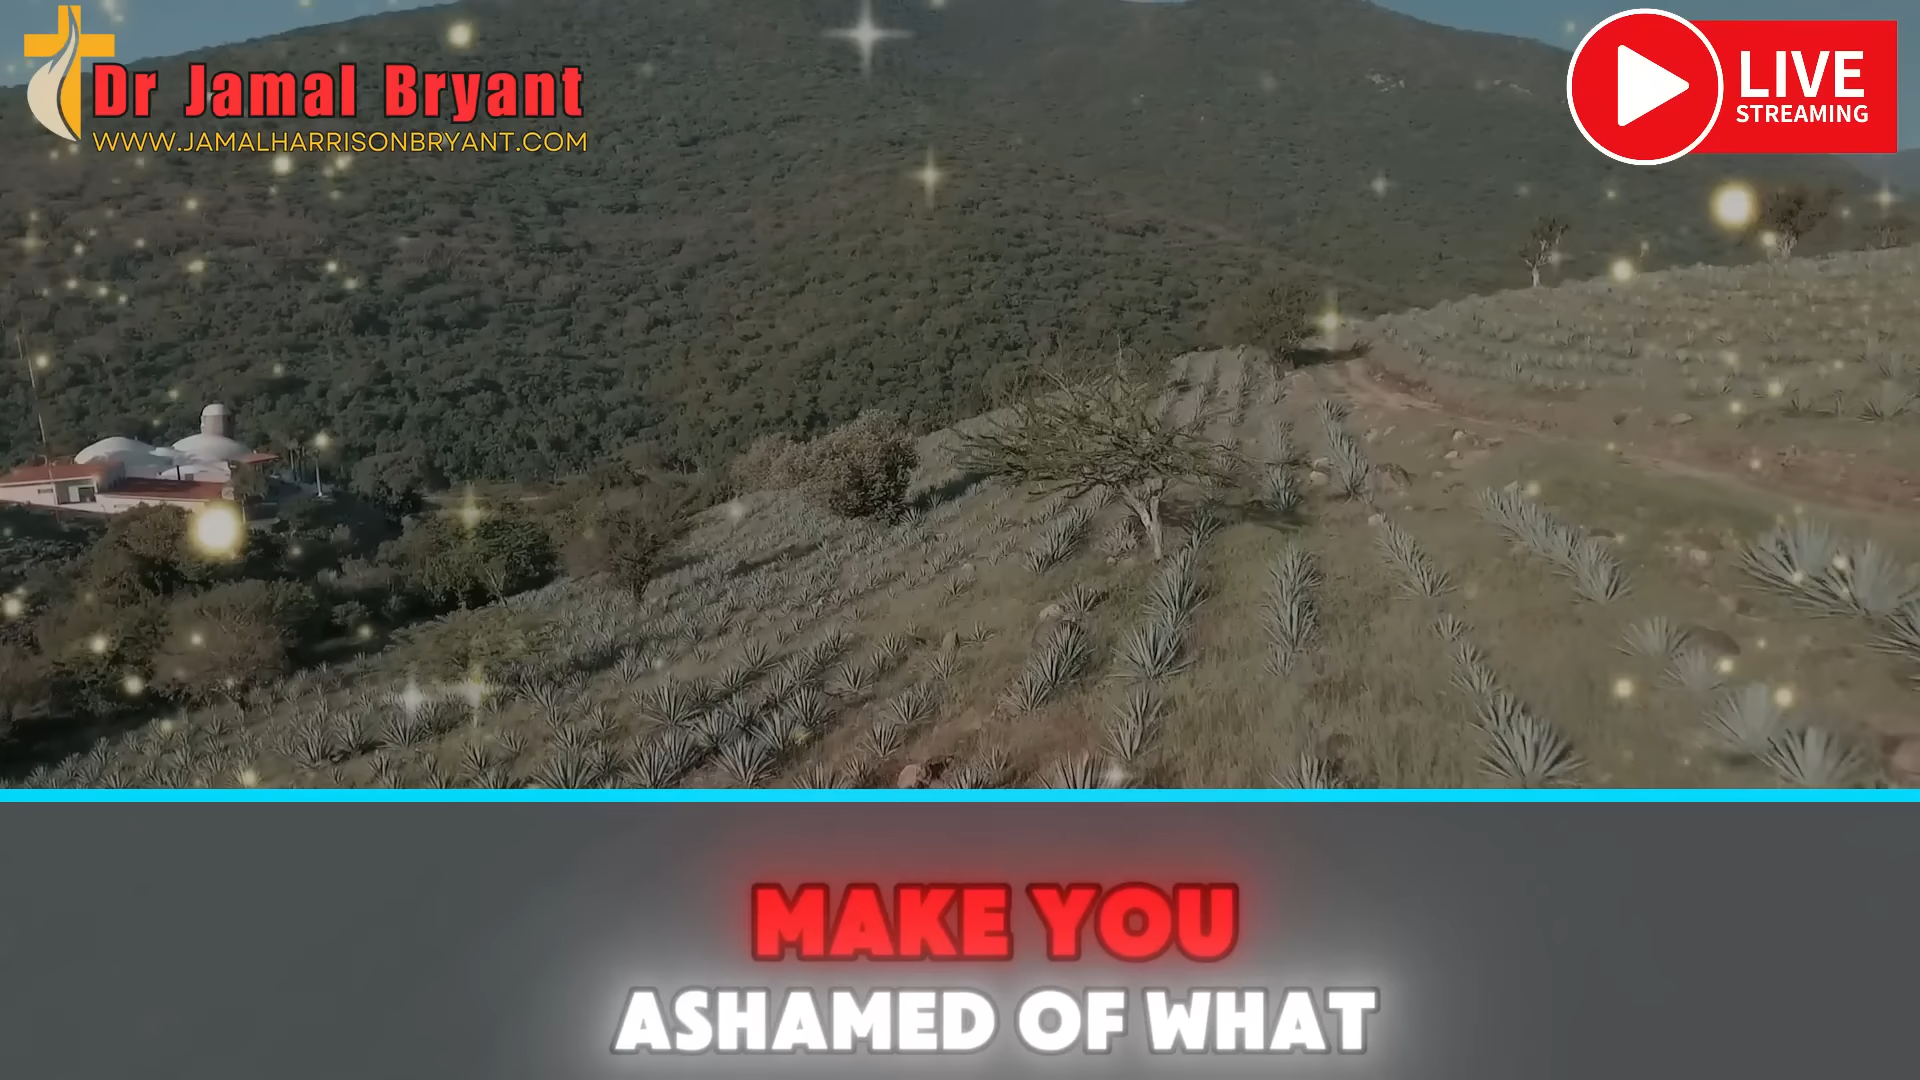 Dr Jamal Bryant
WWW.JAMALHARRISONBRYANT.COM
LIVE
STREAMING
MAKE YOU
ASHAMED OF WHAT